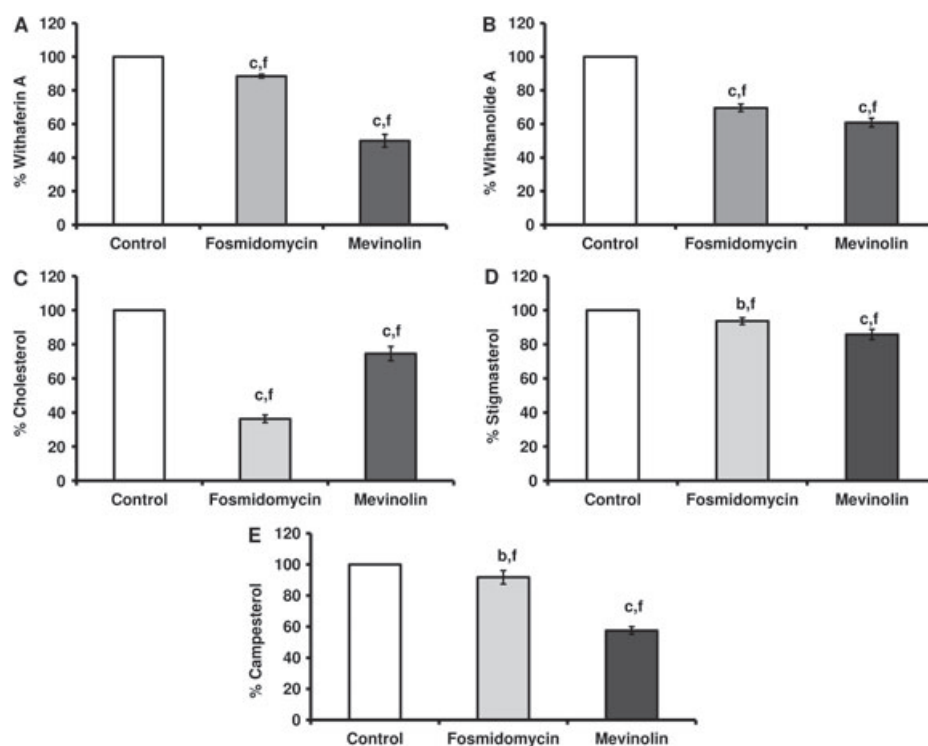 A
% Withaferin A
120
100
80
60
40
20
0
c,f
c,f
Control Fosmidomycin Mevinolin
B
% Withanolide A
120
100
80
60
40
20
0
c,f
c,f
Control Fosmidomycin Mevinolin
C
% Cholesterol
120
100
80
60
40
20
0
c,f
c,f
Control Fosmidomycin Mevinolin
D
% Stigmasterol
120
100
80
60
40
20
0
b,f
c,f
Control Fosmidomycin Mevinolin
E
% Campesterol
120
100
80
60
40
20
0
b,f
c,f
Control Fosmidomycin Mevinolin